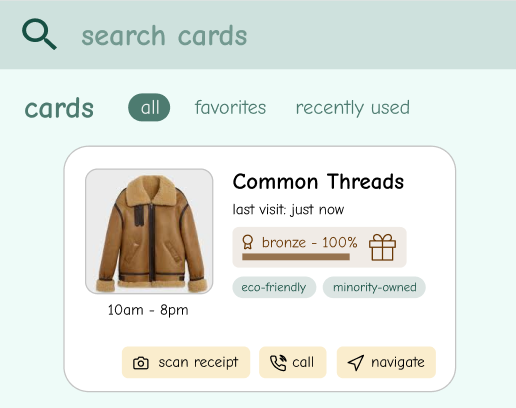 search cards
cards all favorites recently used
Common Threads
last visit: just now
bronze - 100%
eco-friendly minority-owned
10am - 8pm
scan receipt call navigate